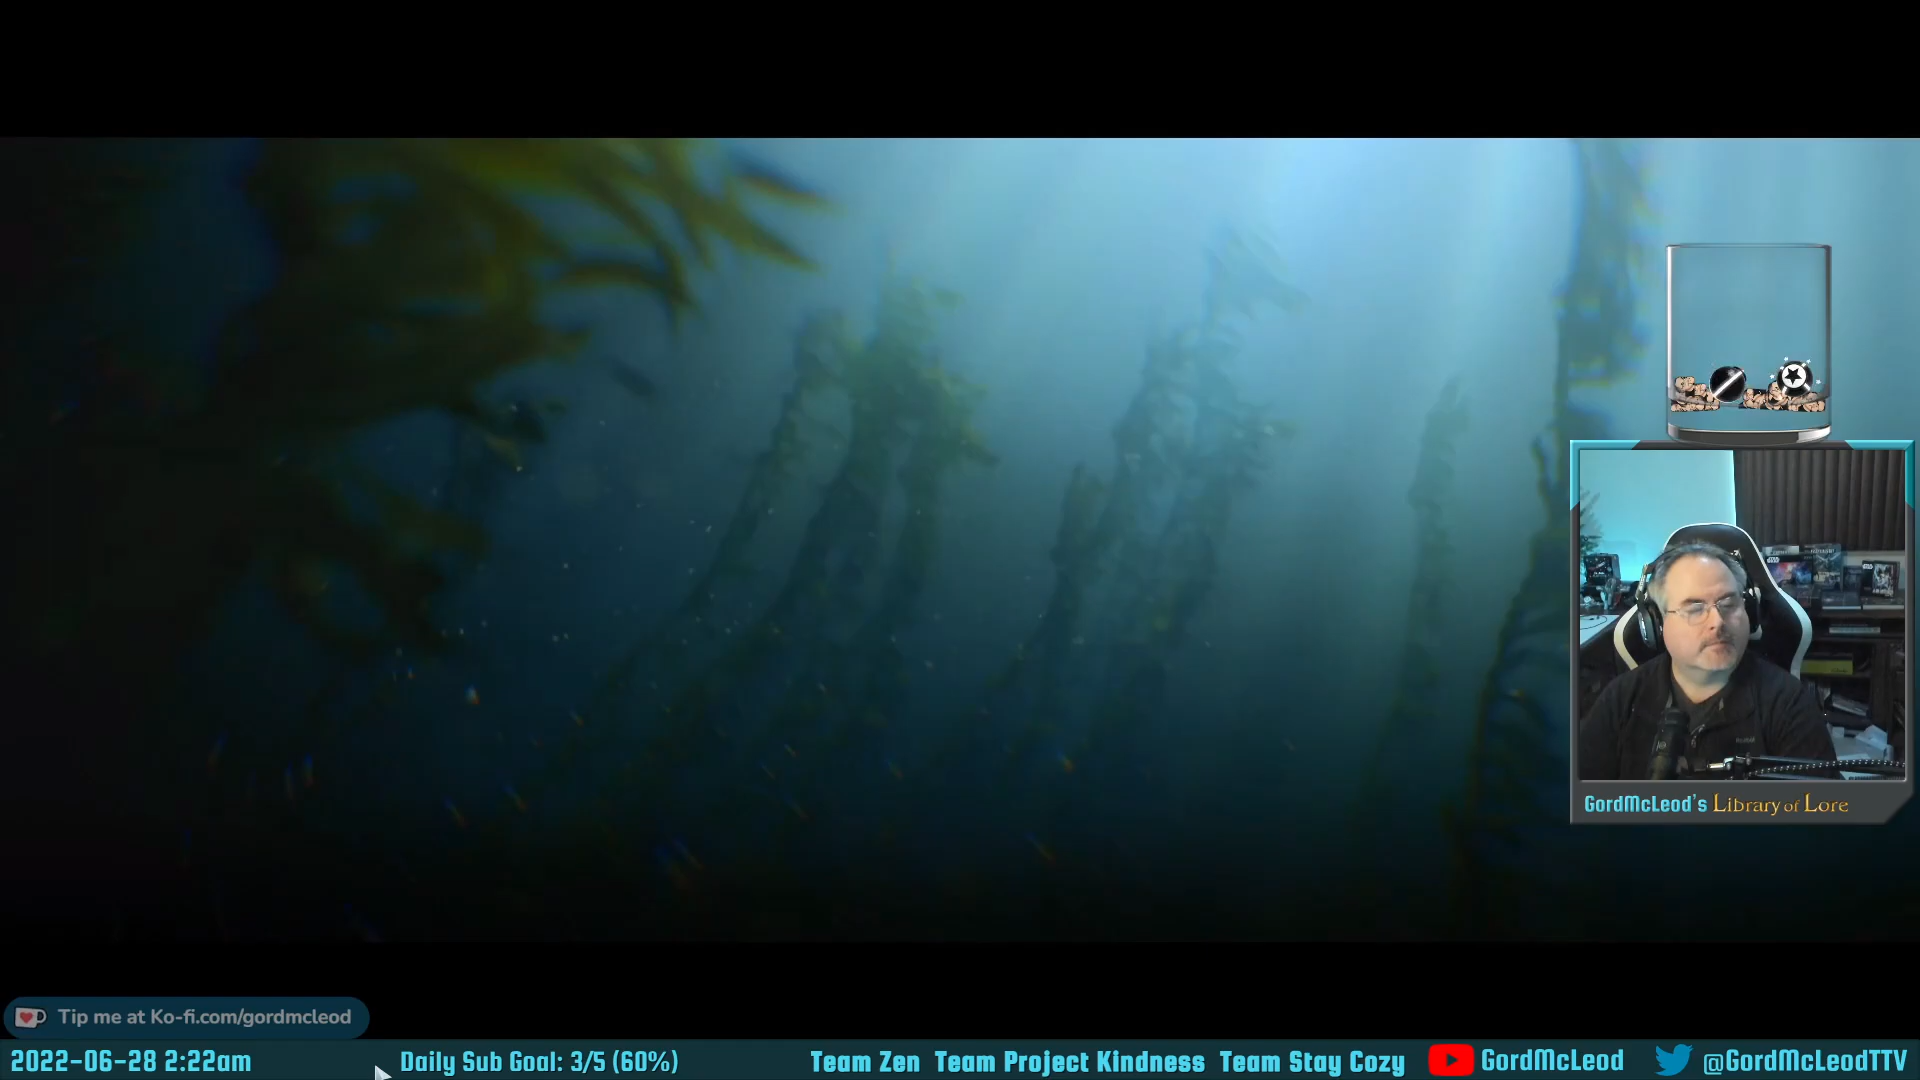 GordMcLeod's Library of Lore
Tip me at Ko-fi.com/gordmcleod
2022-06-28 2:22am
Daily Sub Goal: 3/5 (60%)
Team Zen Team Project Kindness Team Stay Cozy
GordMcLeod
@GordMcLeodTTV